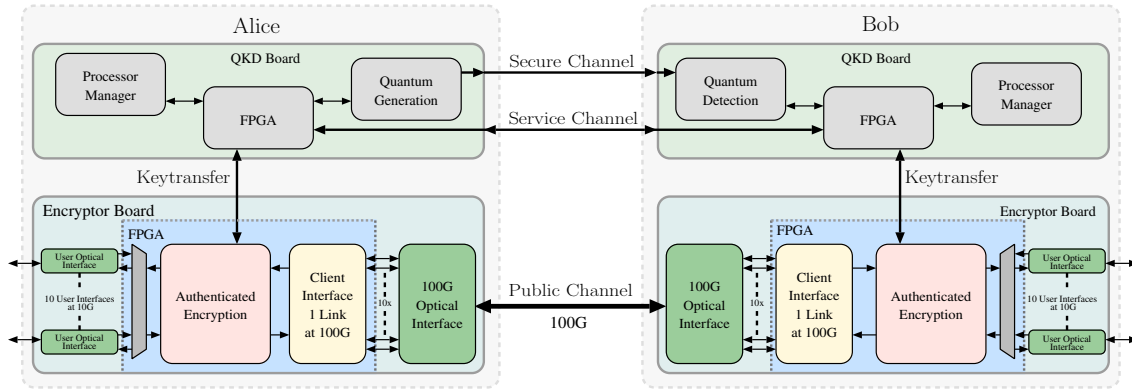 Alice
QKD Board
Processor
Manager
FPGA
Quantum
Generation
Secure Channel
Service Channel
Keytransfer
Encryptor Board
FPGA
User Optical
Interface
10 User Interfaces
at 10G
User Optical
Interface
Authenticated
Encryption
Client
Interface
1 Link
at 100G
10x
100G
Optical
Interface
Public Channel
100G
Bob
QKD Board
Quantum
Detection
FPGA
Processor
Manager
Keytransfer
Encryptor Board
FPGA
100G
Optical
Interface
10x
Client
Interface
1 Link
at 100G
Authenticated
Encryption
User Optical
Interface
10 User Interfaces
at 10G
User Optical
Interface